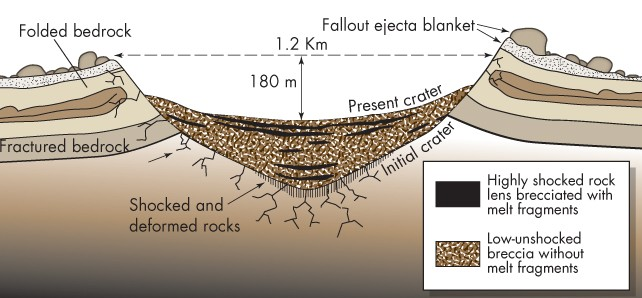 Folded bedrock
Fallout ejecta blanket
1.2 Km
180 m
Present crater
Fractured bedrock
Initial crater
Shocked and
deformed rocks
Highly shocked rock
lens brecciated with
melt fragments
Low-unshocked
breccia without
melt fragments